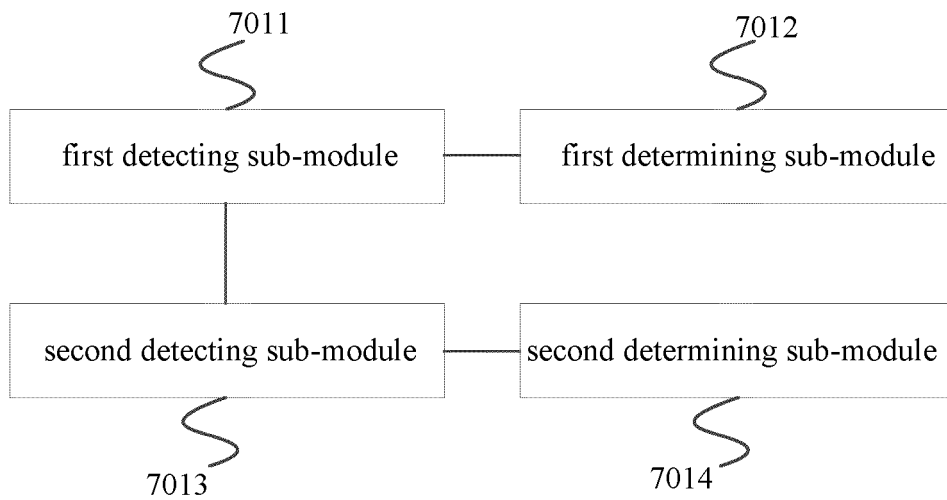 7011
7012
first detecting sub-module
first determining sub-module
second detecting sub-module
second determining sub-module
7013
7014